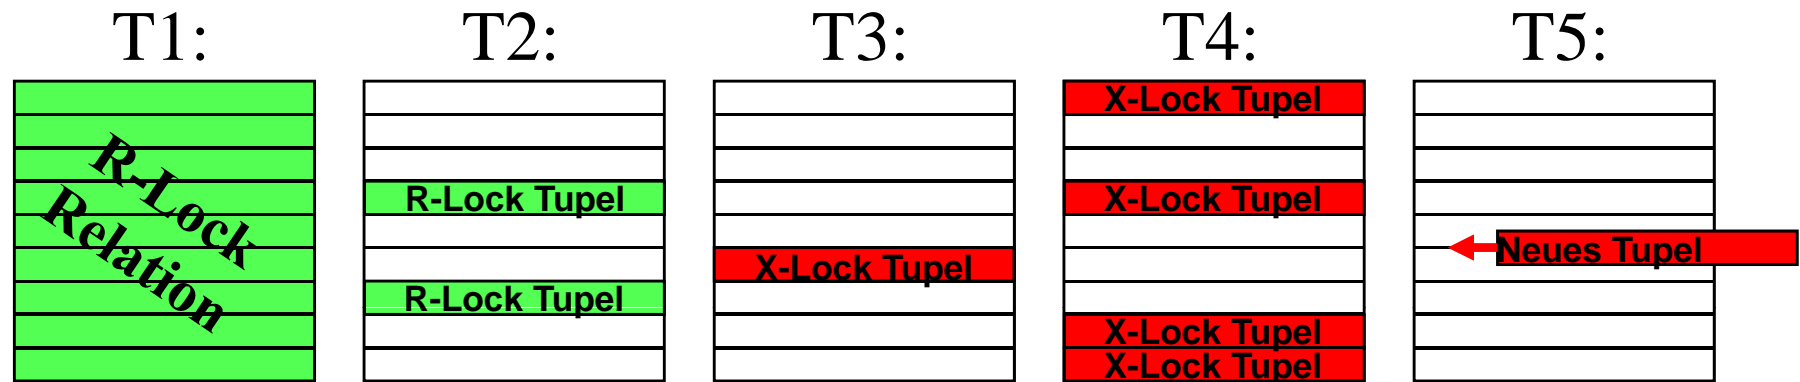 T1:
T2:
T3:
T4:
T5:
R-Lock
Relation
R-Lock Tupel
R-Lock Tupel
X-Lock Tupel
X-Lock Tupel
X-Lock Tupel
X-Lock Tupel
X-Lock Tupel
Neues Tupel